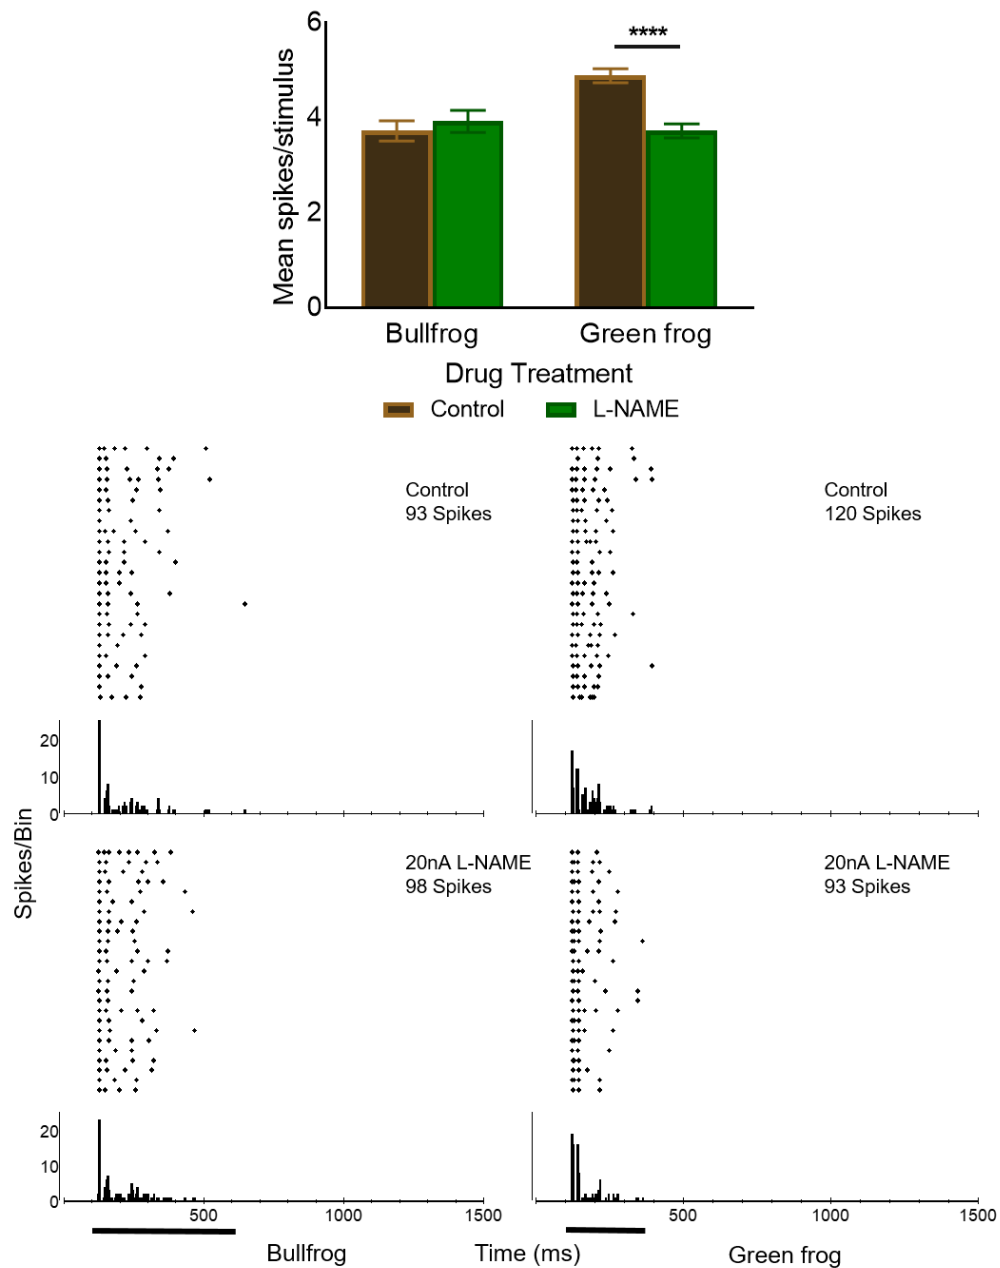 6
4
2
0
Mean spikes/stimulus
****
Bullfrog
Green frog
Drug Treatment
Control
L-NAME
Control
93 Spikes
Control
120 Spikes
20
10
0
Spikes/Bin
20nA L-NAME
98 Spikes
20nA L-NAME
93 Spikes
20
10
0
500
1000
1500
500
1000
1500
Bullfrog
Time (ms)
Green frog